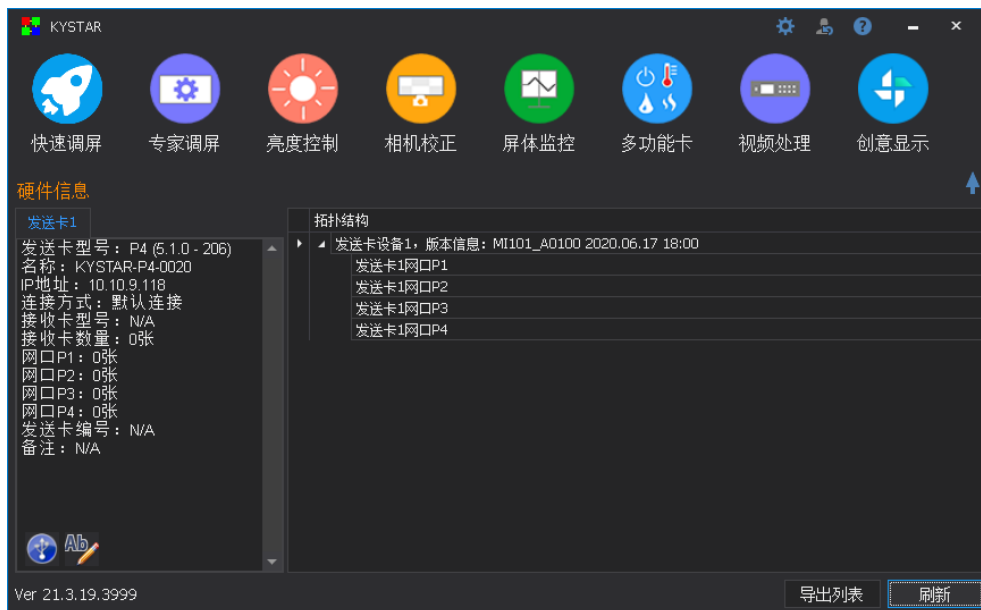 KYSTAR
快速调屏 专家调屏 亮度控制 相机校正 屏体监控 多功能卡 视频处理 创意显示
硬件信息
发送卡1
发送卡型号：P4 (5.1.0 - 206)
名称：KYSTAR-P4-0020
IP地址：10.10.9.118
连接方式：默认连接
接收卡型号：N/A
接收卡数量：0张
网口P1：0张
网口P2：0张
网口P3：0张
网口P4：0张
发送卡编号：N/A
备注：N/A
Ab
拓扑结构
发送卡设备1，版本信息：MI101_A0100 2020.06.17 18:00
发送卡1网口P1
发送卡1网口P2
发送卡1网口P3
发送卡1网口P4
Ver 21.3.19.3999
导出列表 刷新